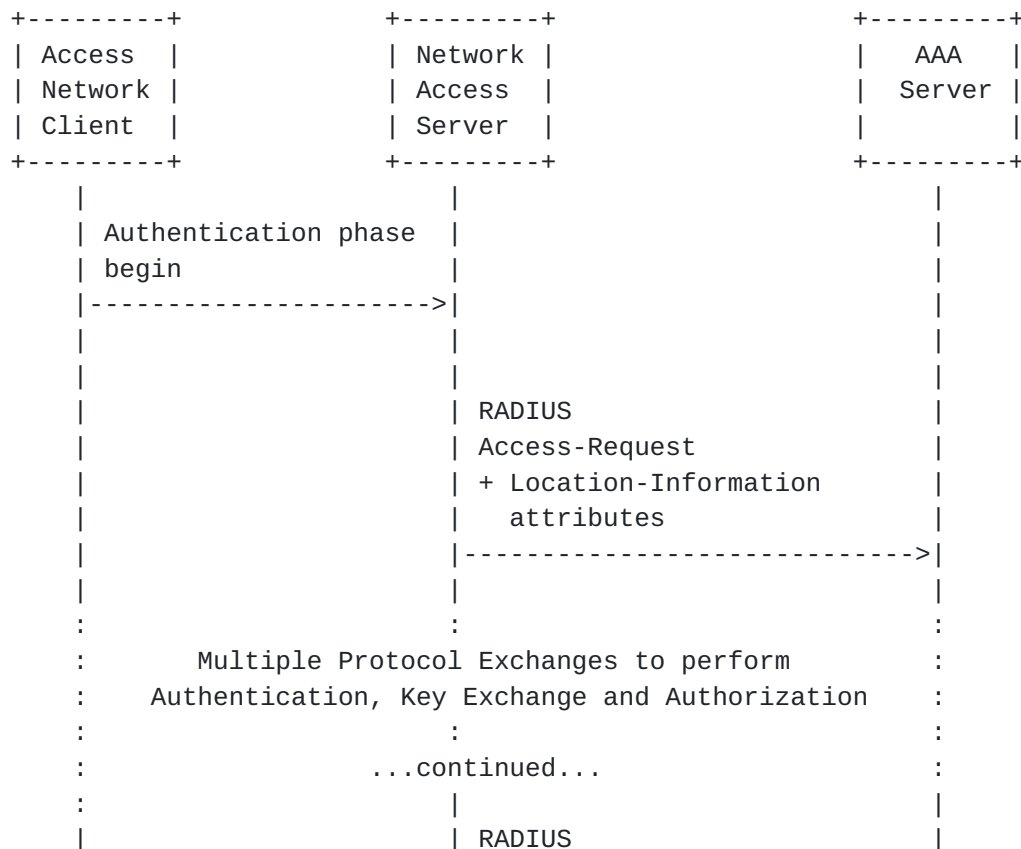 +---------+             +---------+                   +---------+
| Access  |             | Network |                   |   AAA   |
| Network |             | Access  |                   |  Server |
| Client  |             | Server  |                   |         |
+---------+             +---------+                   +---------+
    |                       |                              |
    | Authentication phase  |                              |
    | begin                 |                              |
    |---------------------->|                              |
    |                       |                              |
    |                       |                              |
    |                       | RADIUS                       |
    |                       | Access-Request               |
    |                       | + Location-Information       |
    |                       |   attributes                 |
    |                       |----------------------------->|
    |                       |                              |
    :                       :                              :
    :       Multiple Protocol Exchanges to perform         :
    :    Authentication, Key Exchange and Authorization    :
    :                       :                              :
    :                  ...continued...                     :
    :                       |                              |
    |                       | RADIUS                       |